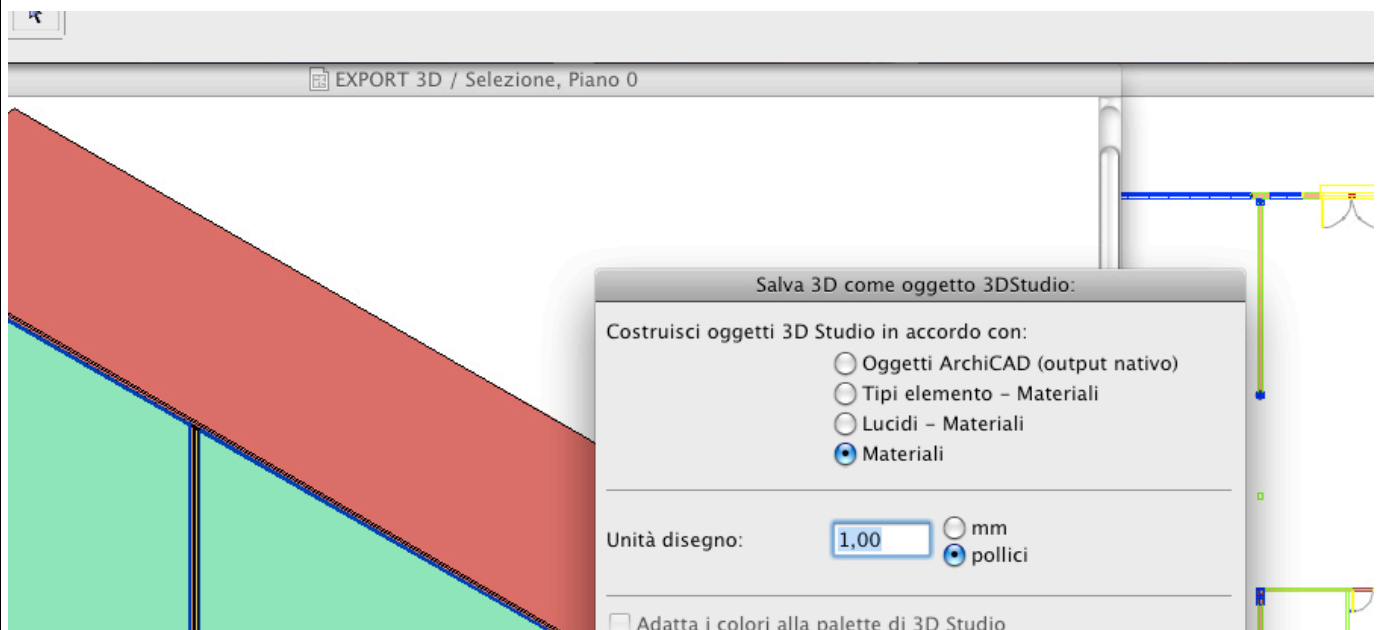 EXPORT 3D / Selezione, Piano 0
Salva 3D come oggetto 3DStudio:
Costruisci oggetti 3D Studio in accordo con:
Oggetti ArchiCAD (output nativo)
Tipi elemento – Materiali
Lucidi – Materiali
Materiali
Unità disegno:
1,00
mm
pollici
Adatta i colori alla palette di 3D Studio